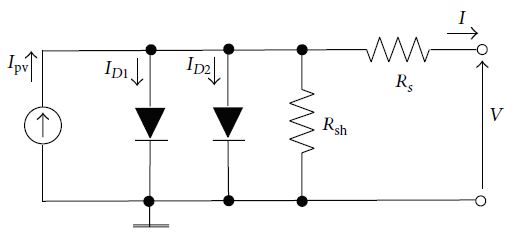 I
I_pv
I_D1
I_D2
R_s
R_sh
V